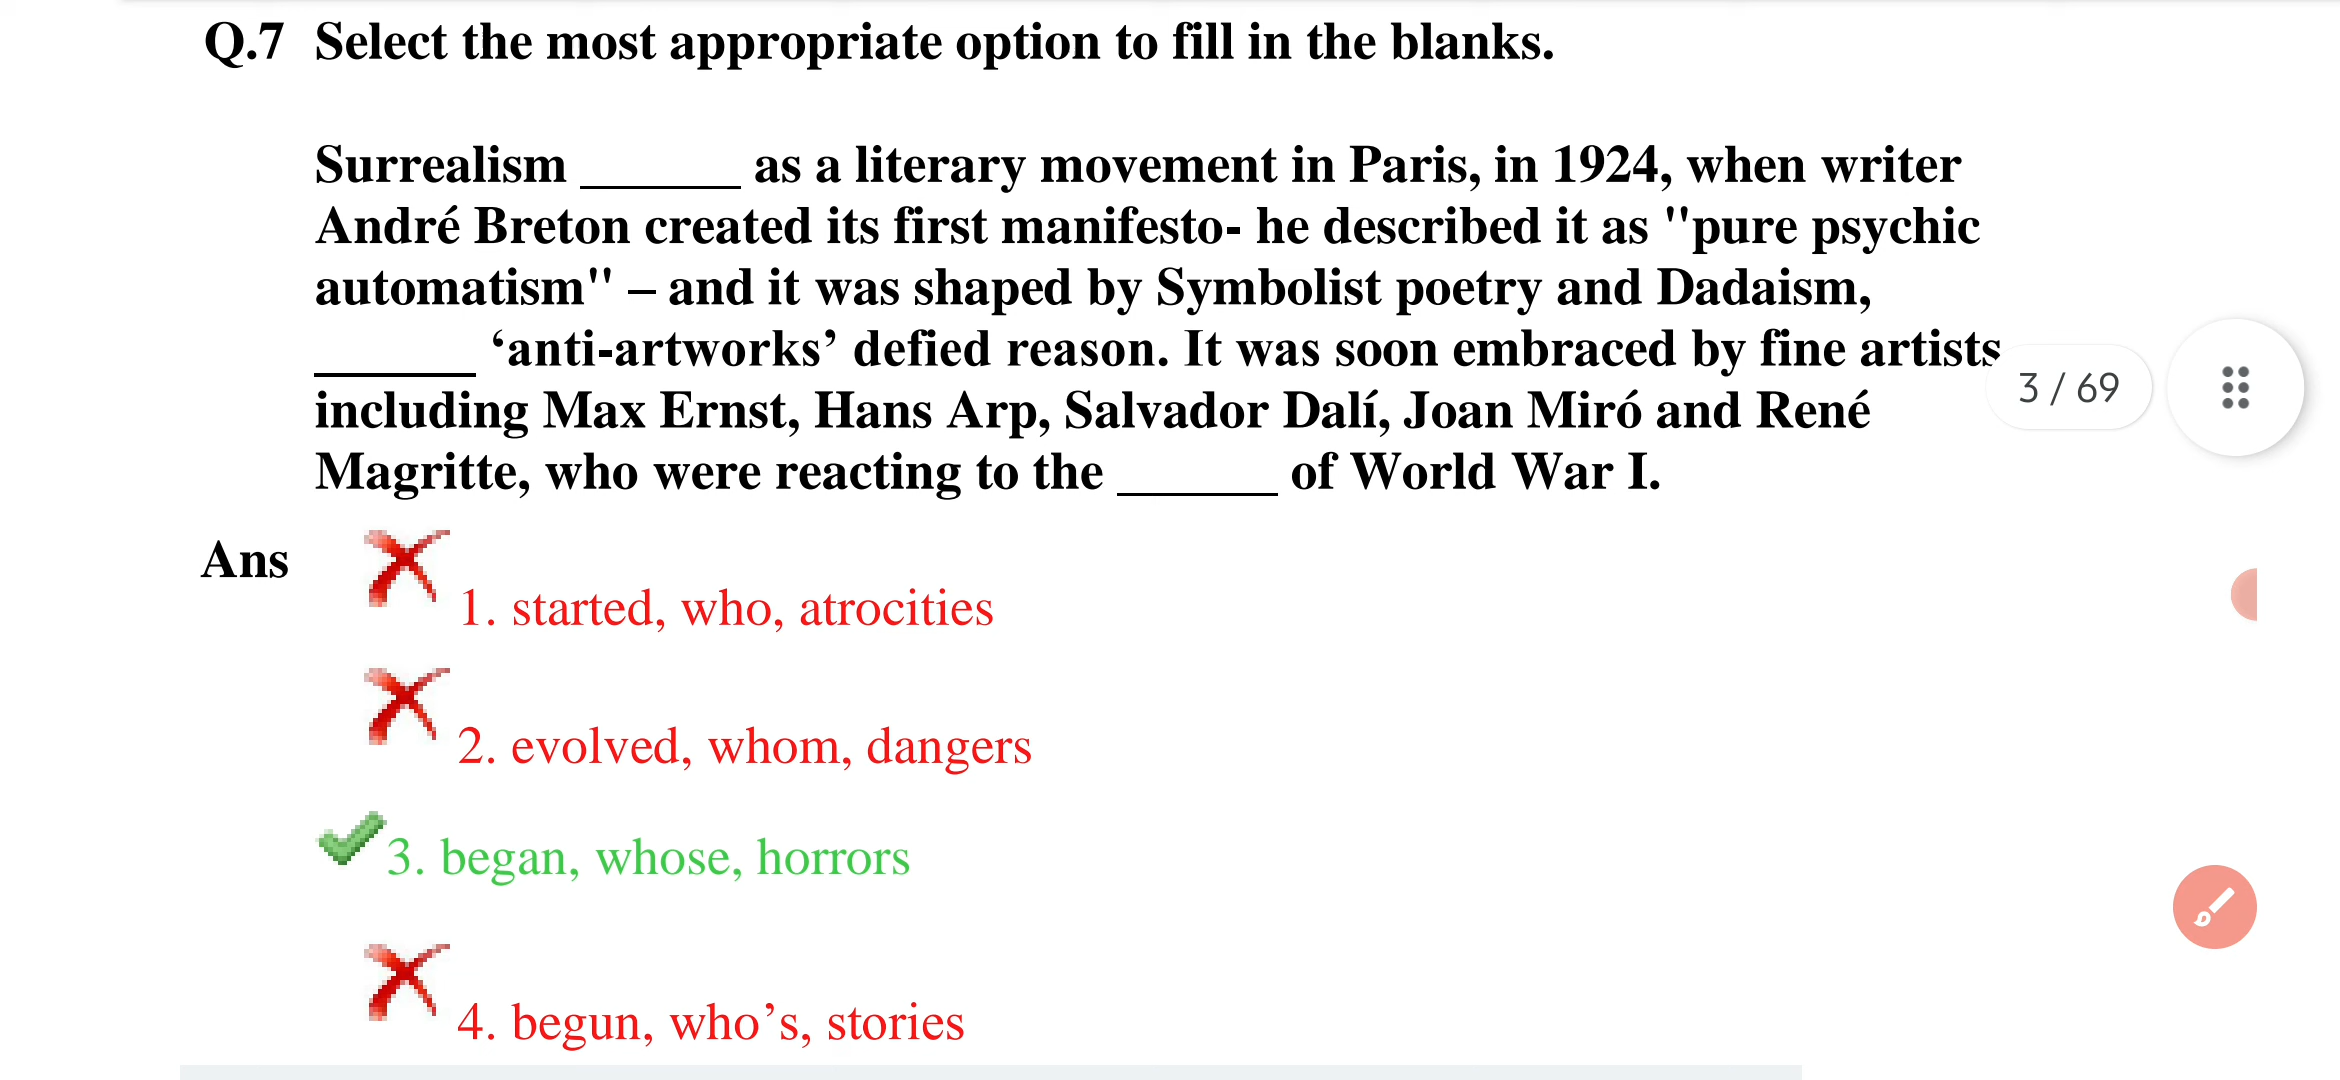 Q.7 Select the most appropriate option to fill in the blanks.
Surrealism ______ as a literary movement in Paris, in 1924, when writer
André Breton created its first manifesto- he described it as "pure psychic
automatism" – and it was shaped by Symbolist poetry and Dadaism,
______ ‘anti-artworks’ defied reason. It was soon embraced by fine artists
including Max Ernst, Hans Arp, Salvador Dalí, Joan Miró and René
Magritte, who were reacting to the ______ of World War I.
3 / 69
Ans
1. started, who, atrocities
2. evolved, whom, dangers
3. began, whose, horrors
4. begun, who’s, stories